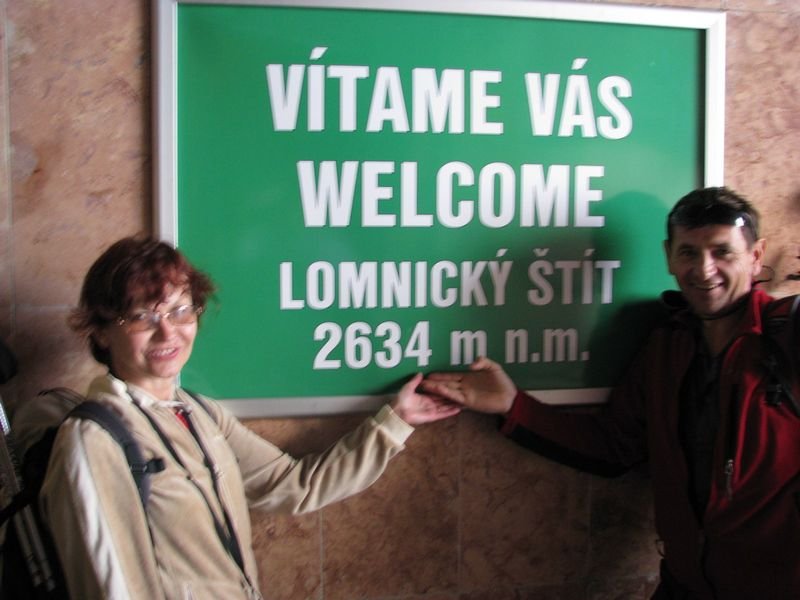 VÍTAME VÁS
WELCOME
LOMNICKÝ ŠTÍT
2634 m n.m.